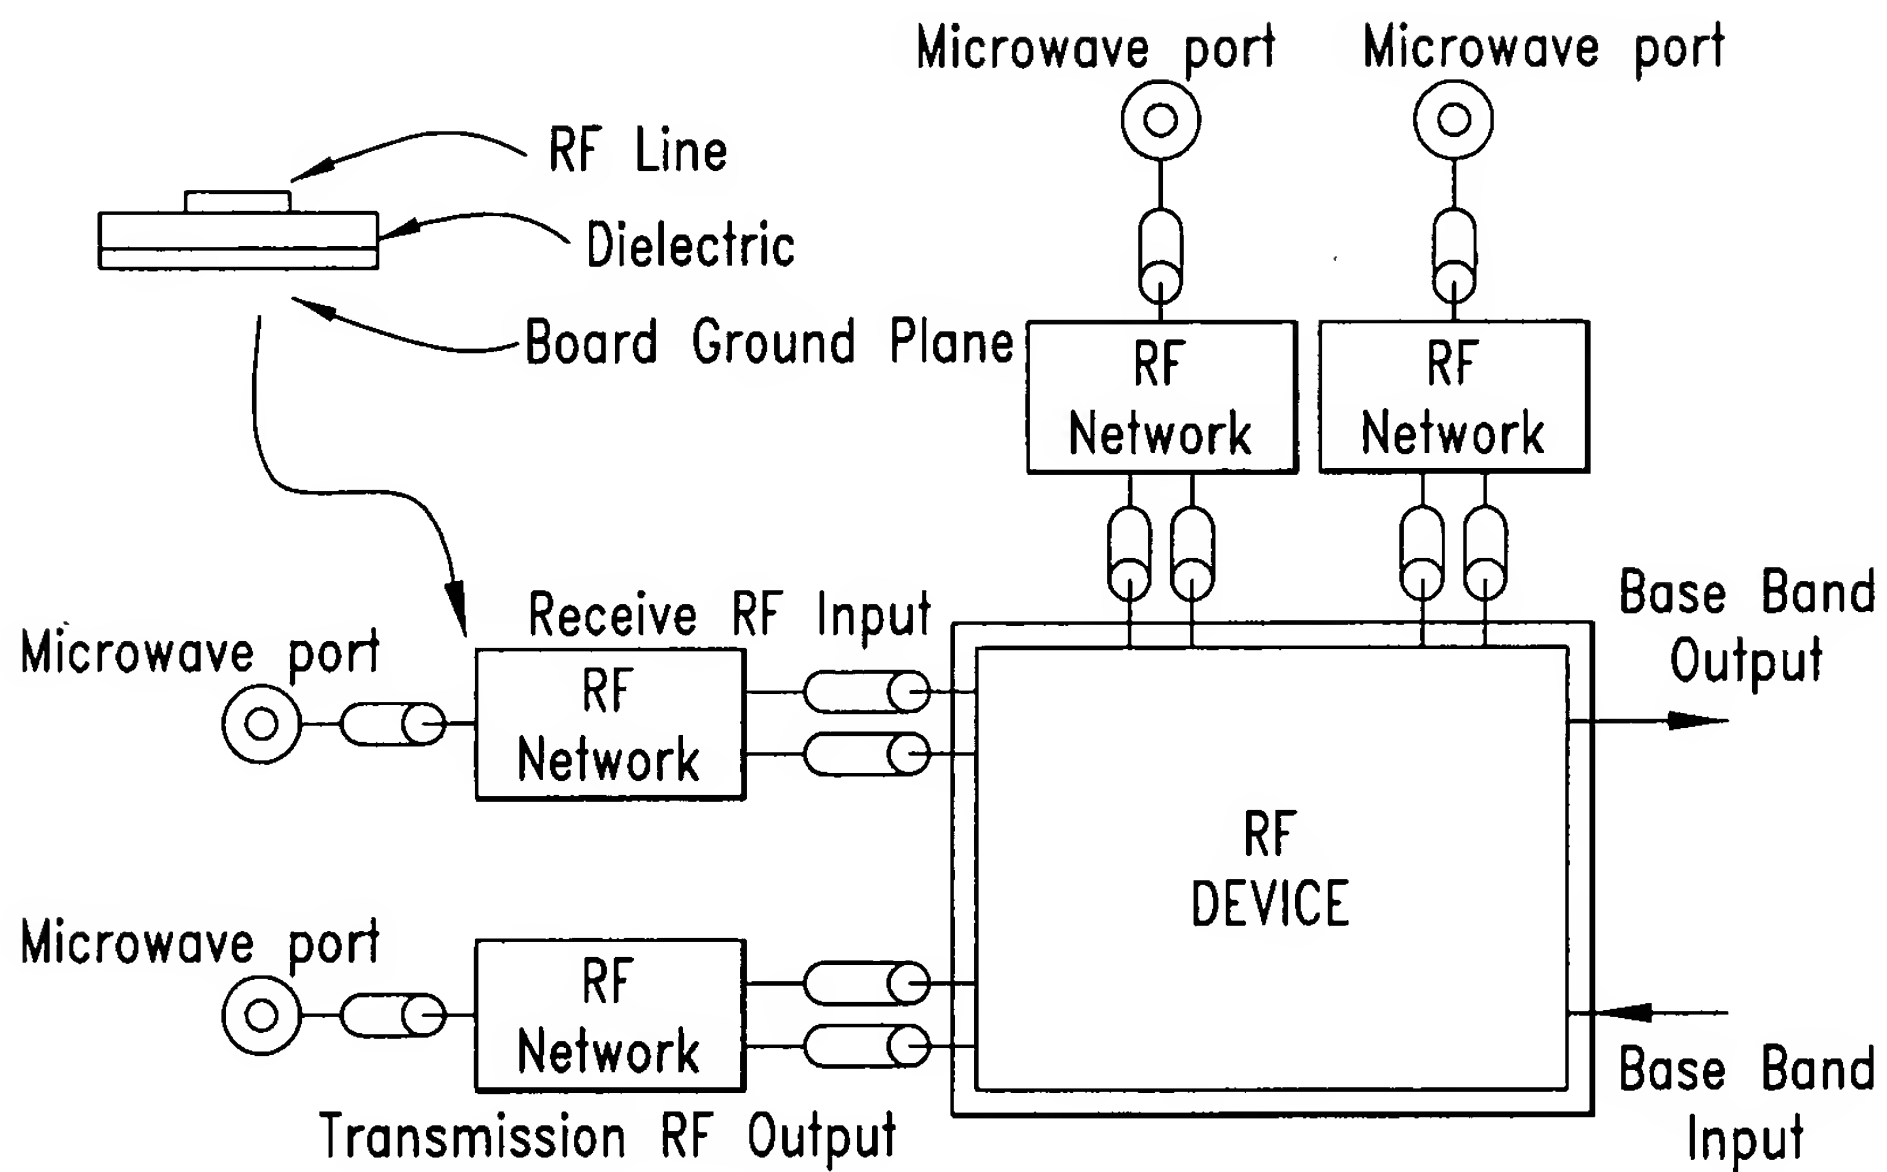 Microwave port
Microwave port
RF Line
Dielectric
Board Ground Plane
RF
Network
RF
Network
Receive RF Input
Base Band
Output
Microwave port
RF
Network
RF
DEVICE
Microwave port
RF
Network
Transmission RF Output
Base Band
Input